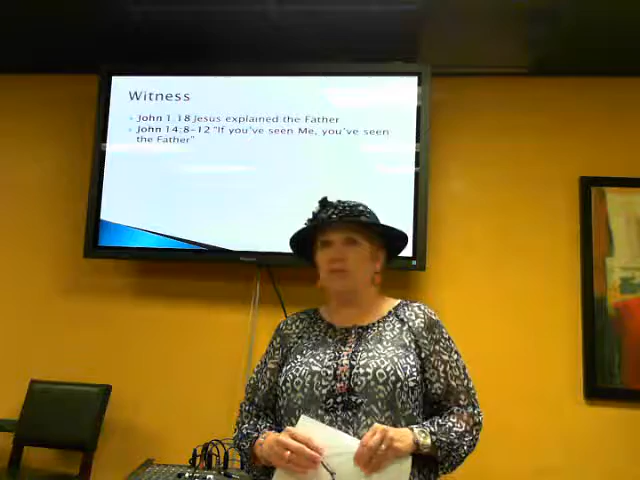 Witness
John 1 18 Jesus explained the Father
John 14:8-12 "If you've seen Me, you've seen
the Father"